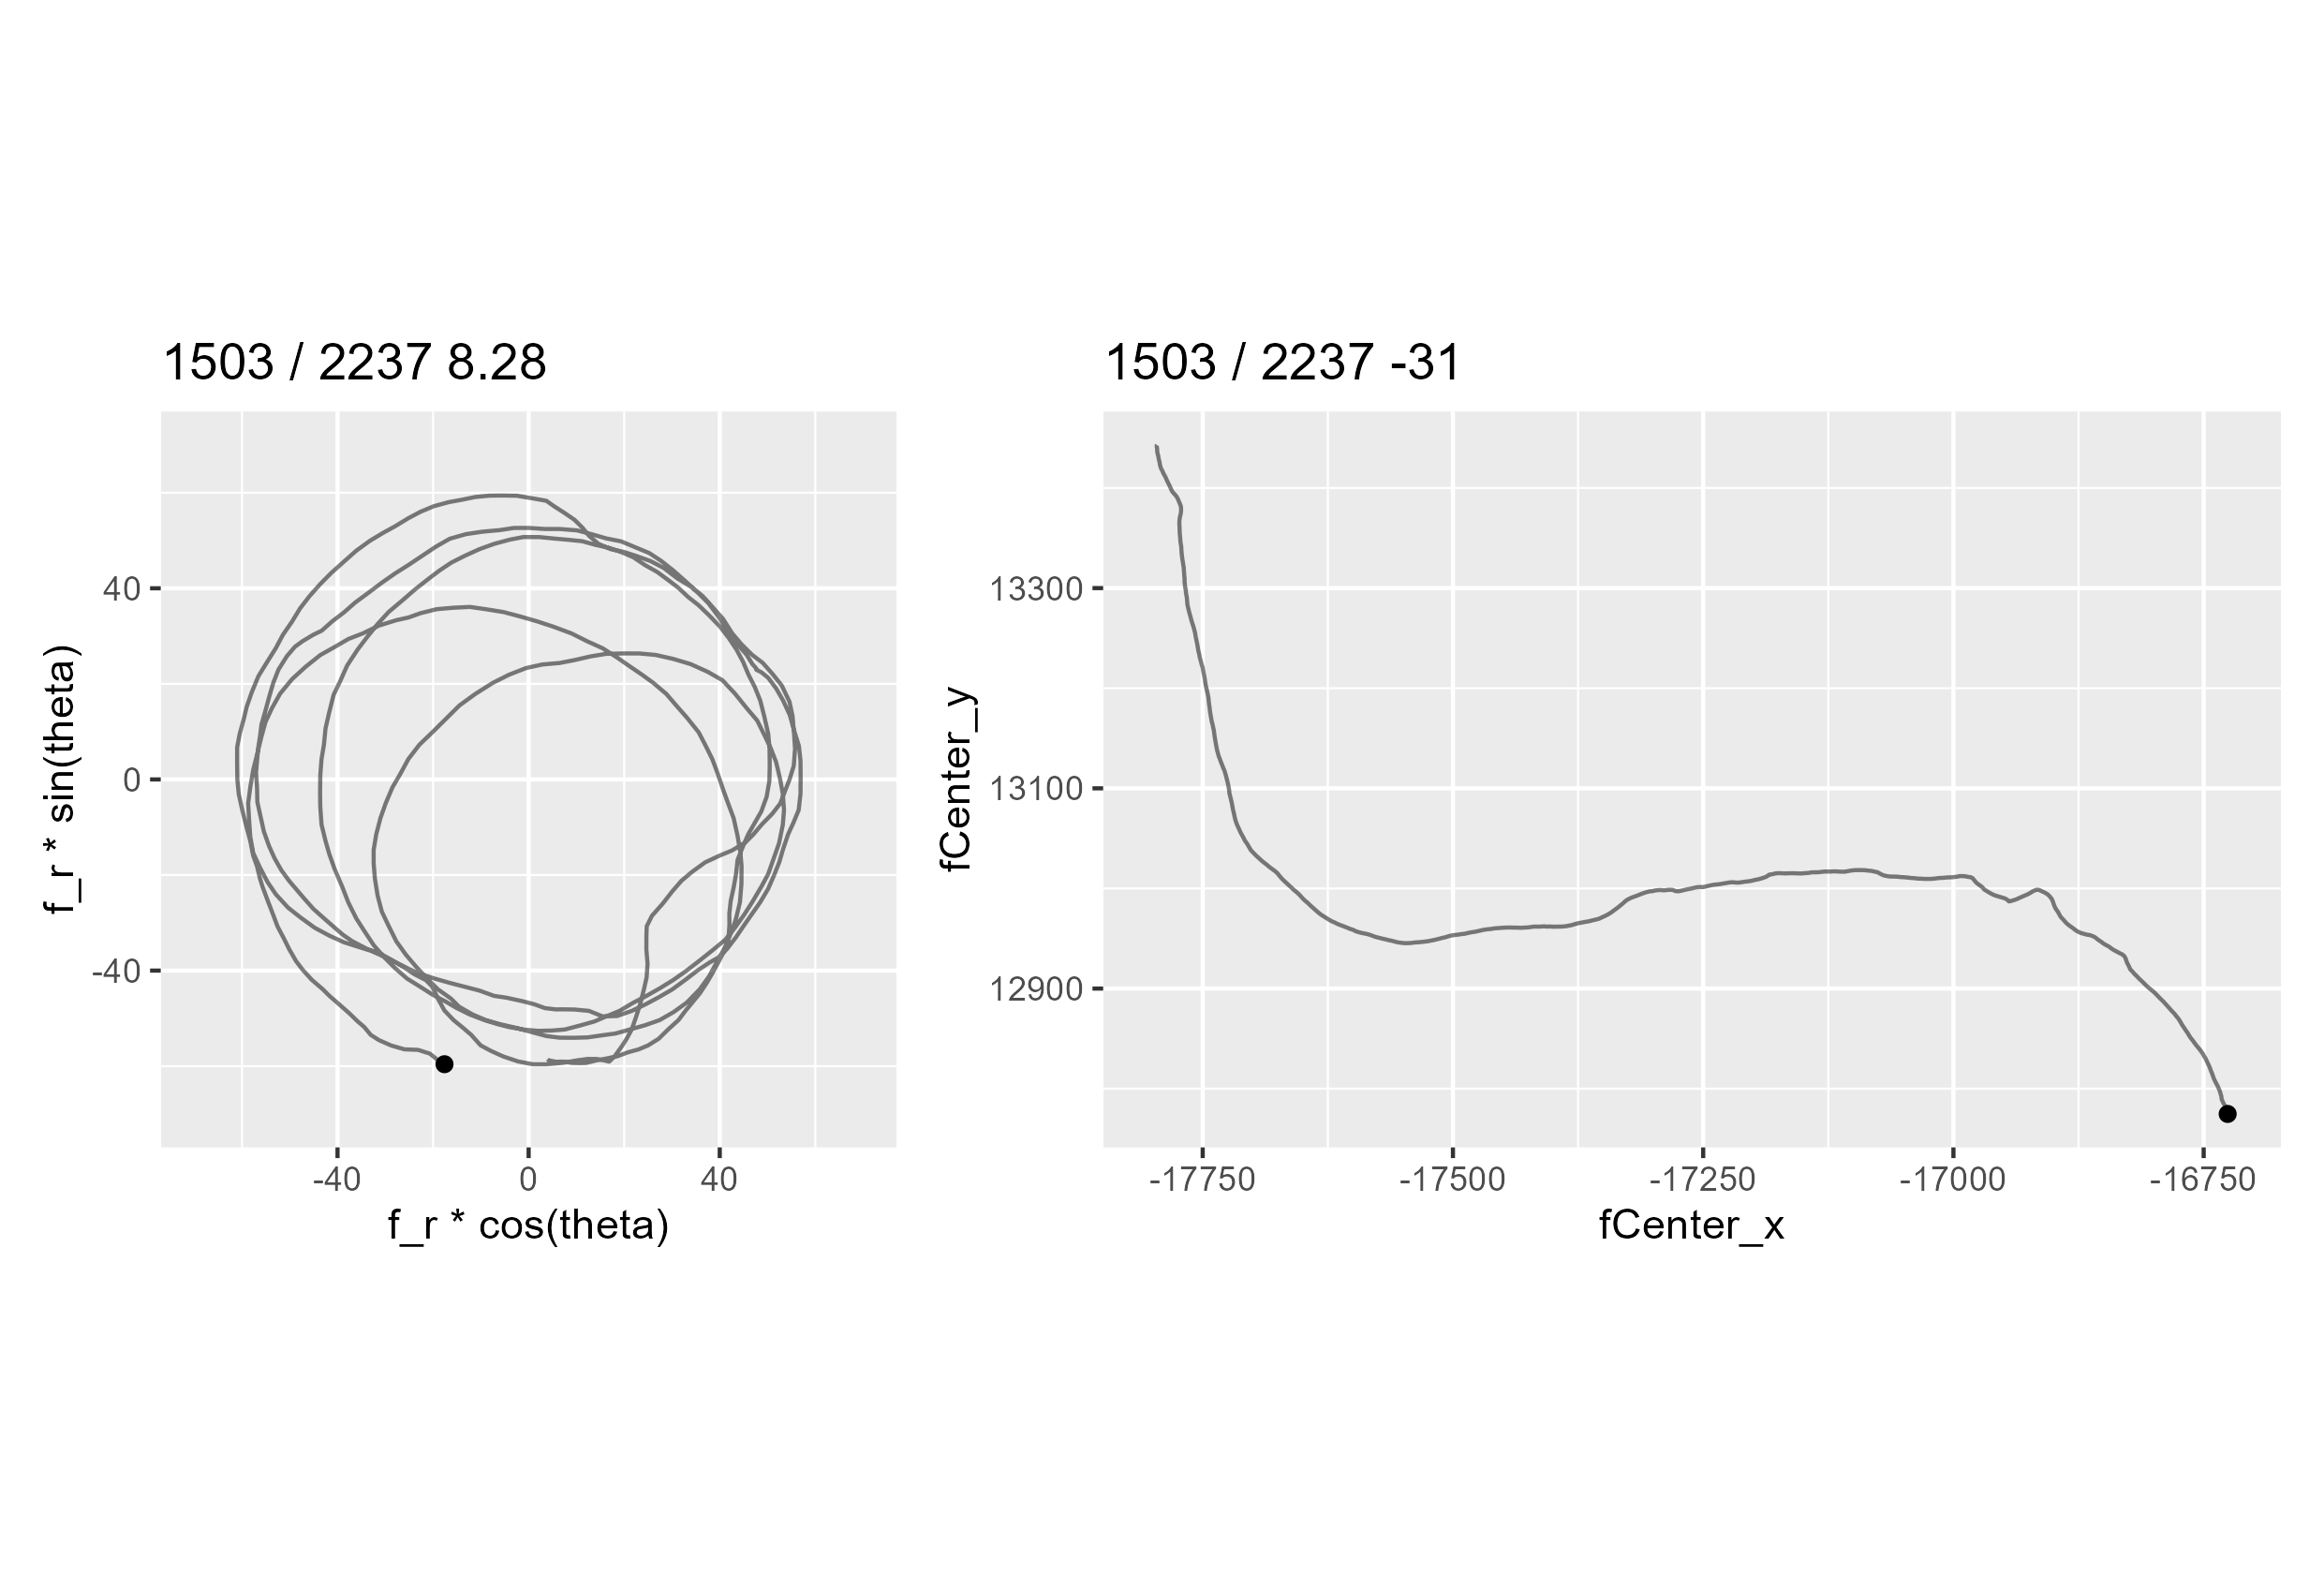 1503 / 2237 8.28
f_r * sin(theta)
40
0
-40
-40 0 40
f_r * cos(theta)
1503 / 2237 -31
fCenter_y
13300
13100
12900
-17750 -17500 -17250 -17000 -16750
fCenter_x